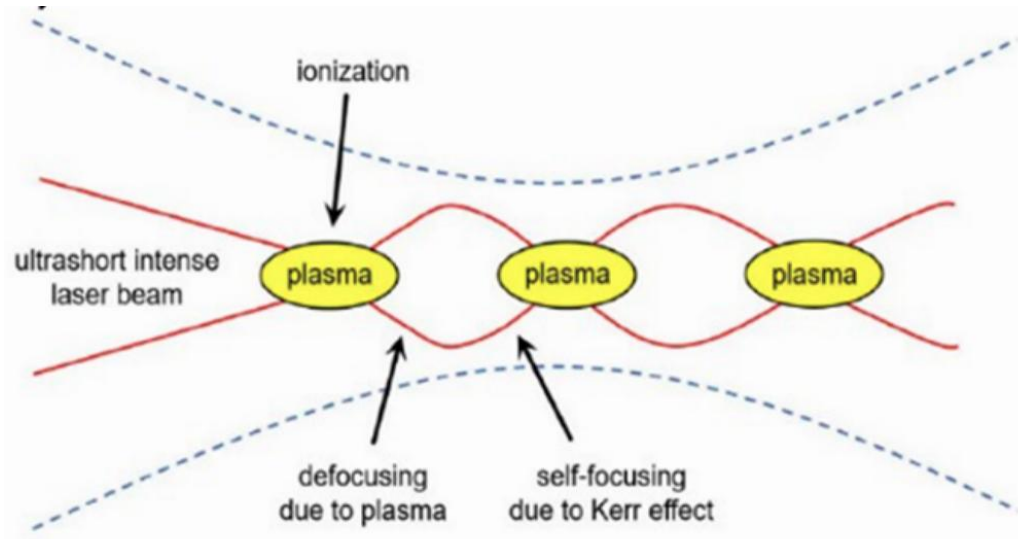 ionization
ultrashort intense
laser beam
plasma
plasma
plasma
defocusing
due to plasma
self-focusing
due to Kerr effect